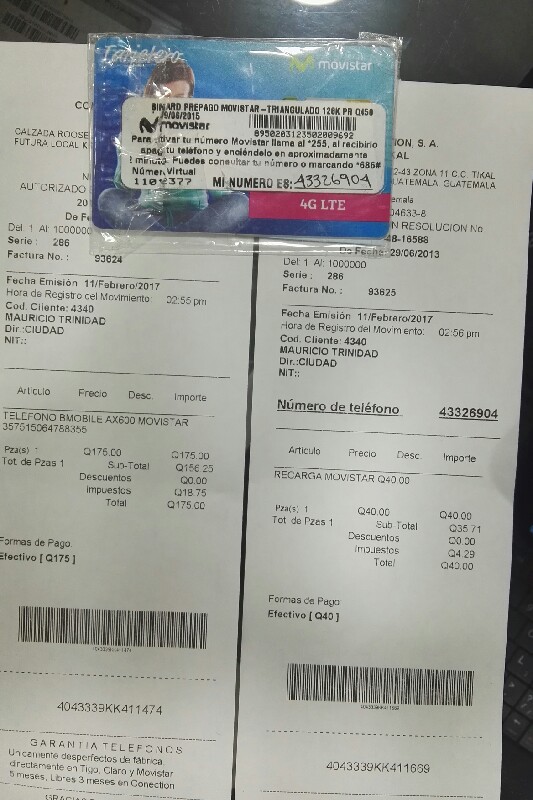 Tarjetero
movistar
BINARD PREPAGO MOVISTAR - TRIANGULADO 128K PR Q450
/06/2015
movistar
8950203123502009692
Para activar tu número Movistar llama al *255, al recibirlo
apaga tu teléfono y enciéndelo en aproximadamente
1 minuto. Puedes consultar tu número marcando *686#
Número Virtual
MI NUMERO ES: 43326904
4G LTE
CO
CALZADA ROOSE
FUTURA LOCAL K
N
AUTORIZADO
20
De Fe
Del: 1 Al: 1000000
Serie : 286
Factura No. : 93624
Fecha Emisión 11/Febrero/2017
Hora de Registro del Movimiento: 02:55 pm
Cod. Cliente: 4340
MAURICIO TRINIDAD
Dir.:CIUDAD
NIT.:
Articulo Precio Desc. Importe
TELEFONO BMOBILE AX600 MOVISTAR
357515064788355
Pza(s) 1 Q175.00 Q175.00
Tot. de Pzas 1 Sub-Total Q156.25
Descuentos Q0.00
Impuestos Q18.75
Total Q175.00
Formas de Pago:
Efectivo [ Q175 ]
4043339KK411474
GARANTIA TELEFONOS
Unicamente desperfectos de fábrica,
directamente en Tigo, Claro y Movistar
6 meses, Libres 3 meses en Conection
GRACIAS
ION, S. A.
KAL
2-43 ZONA 11 C.C. TIKAL
UATEMALA, GUATEMALA
mala
04633-8
N RESOLUCION No
48-16588
De Fecha: 29/06/2013
Del: 1 Al: 1000000
Serie : 286
Factura No. : 93625
Fecha Emisión 11/Febrero/2017
Hora de Registro del Movimiento: 02:56 pm
Cod. Cliente: 4340
MAURICIO TRINIDAD
Dir.:CIUDAD
NIT.:
Número de teléfono 43326904
Articulo Precio Desc. Importe
RECARGA MOVISTAR Q40.00
Pza(s) 1 Q40.00 Q40.00
Tot. de Pzas 1 Sub Total Q35.71
Descuentos Q0.00
Impuestos Q4.29
Total Q40.00
Formas de Pago:
Efectivo [ Q40 ]
4043339KK411669